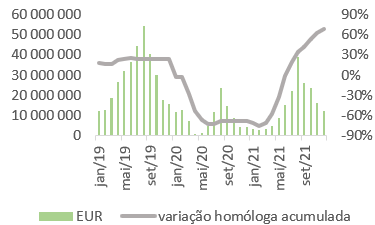 60 000 000
50 000 000
40 000 000
30 000 000
20 000 000
10 000 000
0
90%
60%
30%
0%
-30%
-60%
-90%
jan/19
mai/19
set/19
jan/20
mai/20
set/20
jan/21
mai/21
set/21
EUR
variação homóloga acumulada